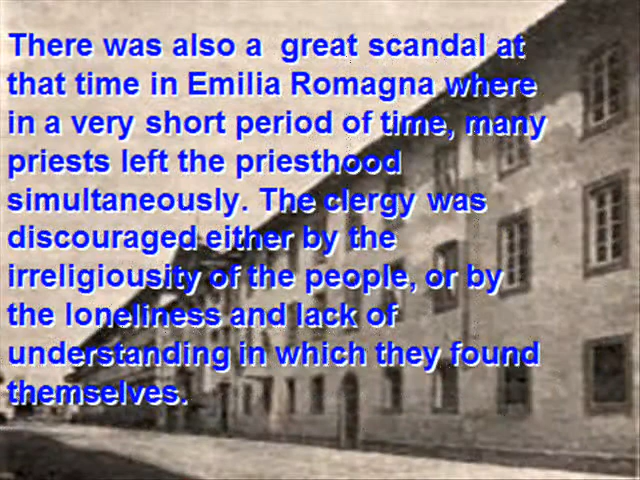 There was also a  great scandal at
that time in Emilia Romagna where
in a very short period of time, many
priests left the priesthood
simultaneously. The clergy was
discouraged either by the
irreligiousity of the people, or by
the loneliness and lack of
understanding in which they found
themselves.